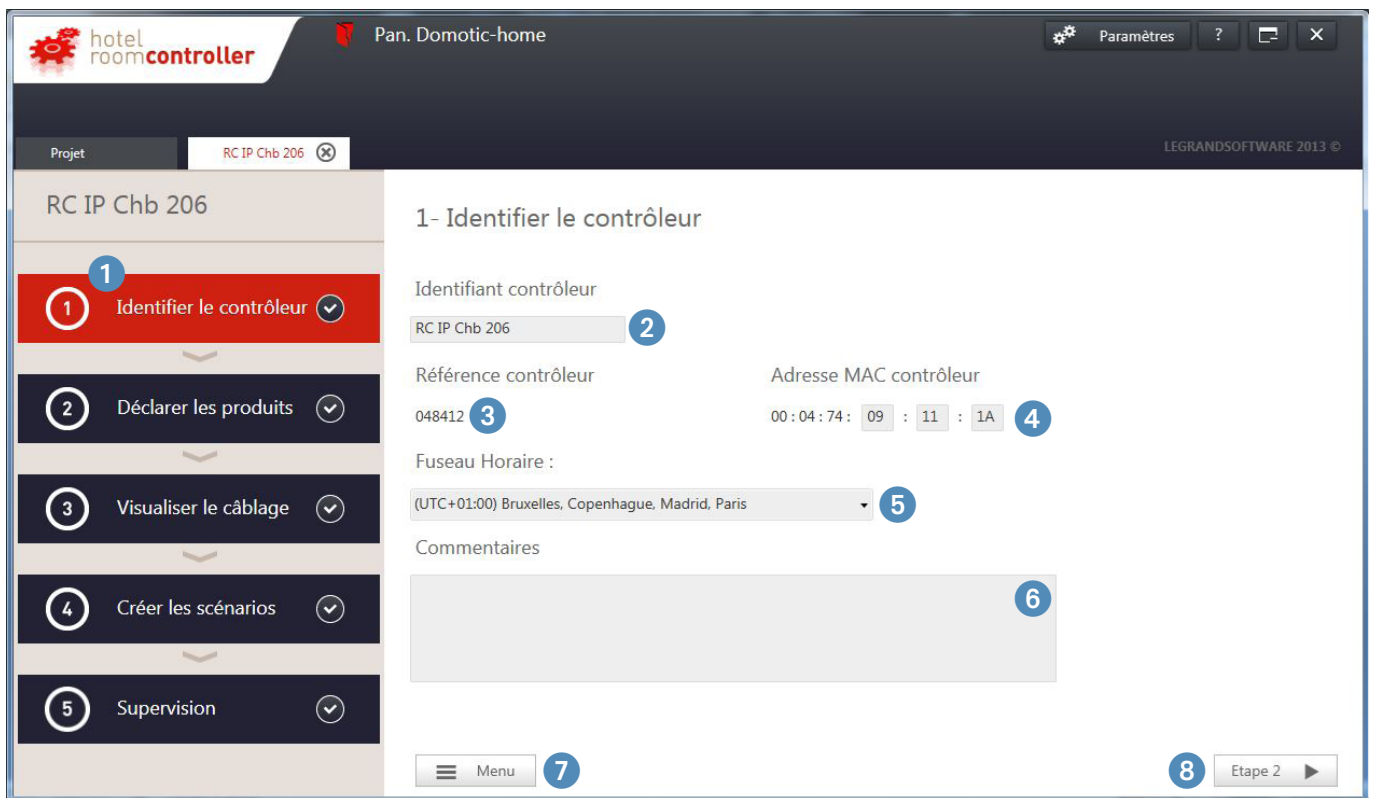 hotel
roomcontroller
Pan. Domotic-home
Paramètres ?
Projet
RC IP Chb 206
LEGRANDSOFTWARE 2013 ©
RC IP Chb 206
1
1 Identifier le contrôleur
2 Déclarer les produits
3 Visualiser le câblage
4 Créer les scénarios
5 Supervision
1- Identifier le contrôleur
Identifiant contrôleur
RC IP Chb 206 2
Référence contrôleur
048412 3
Adresse MAC contrôleur
00 : 04 : 74 : 09 : 11 : 1A 4
Fuseau Horaire :
(UTC+01:00) Bruxelles, Copenhague, Madrid, Paris 5
Commentaires
6
Menu 7
8 Etape 2